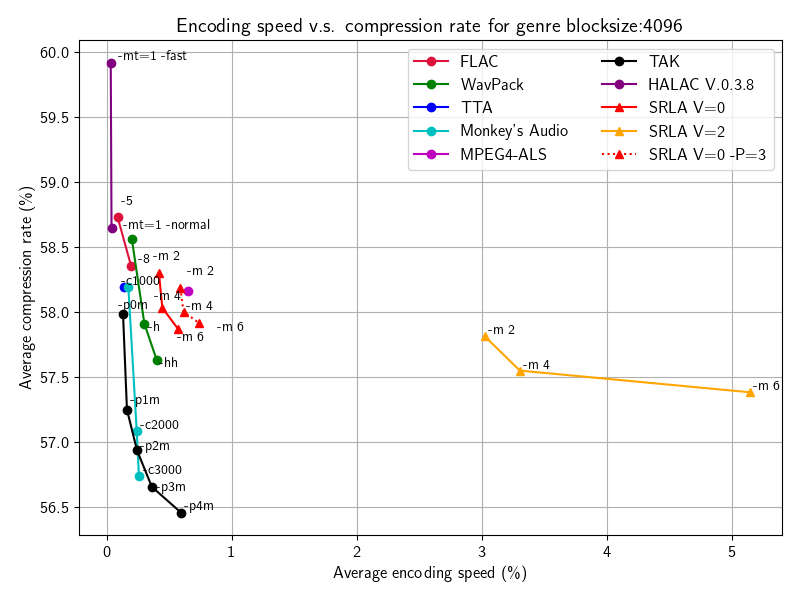 Encoding speed v.s. compression rate for genre blocksize:4096
Average compression rate (%)
60.0
59.5
59.0
58.5
58.0
57.5
57.0
56.5
0
1
2
3
4
5
Average encoding speed (%)
FLAC
WavPack
TTA
Monkey's Audio
MPEG4-ALS
TAK
HALAC V.0.3.8
SRLA V=0
SRLA V=2
SRLA V=0 -P=3
-mt=1 -fast
-5
-mt=1 -normal
-8
-m 2
-m 2
-c1000
-m 4
-p0m
-m 4
-h
-m 6
-m 6
-hh
-p1m
-c2000
-p2m
-c3000
-p3m
-p4m
-m 2
-m 4
-m 6